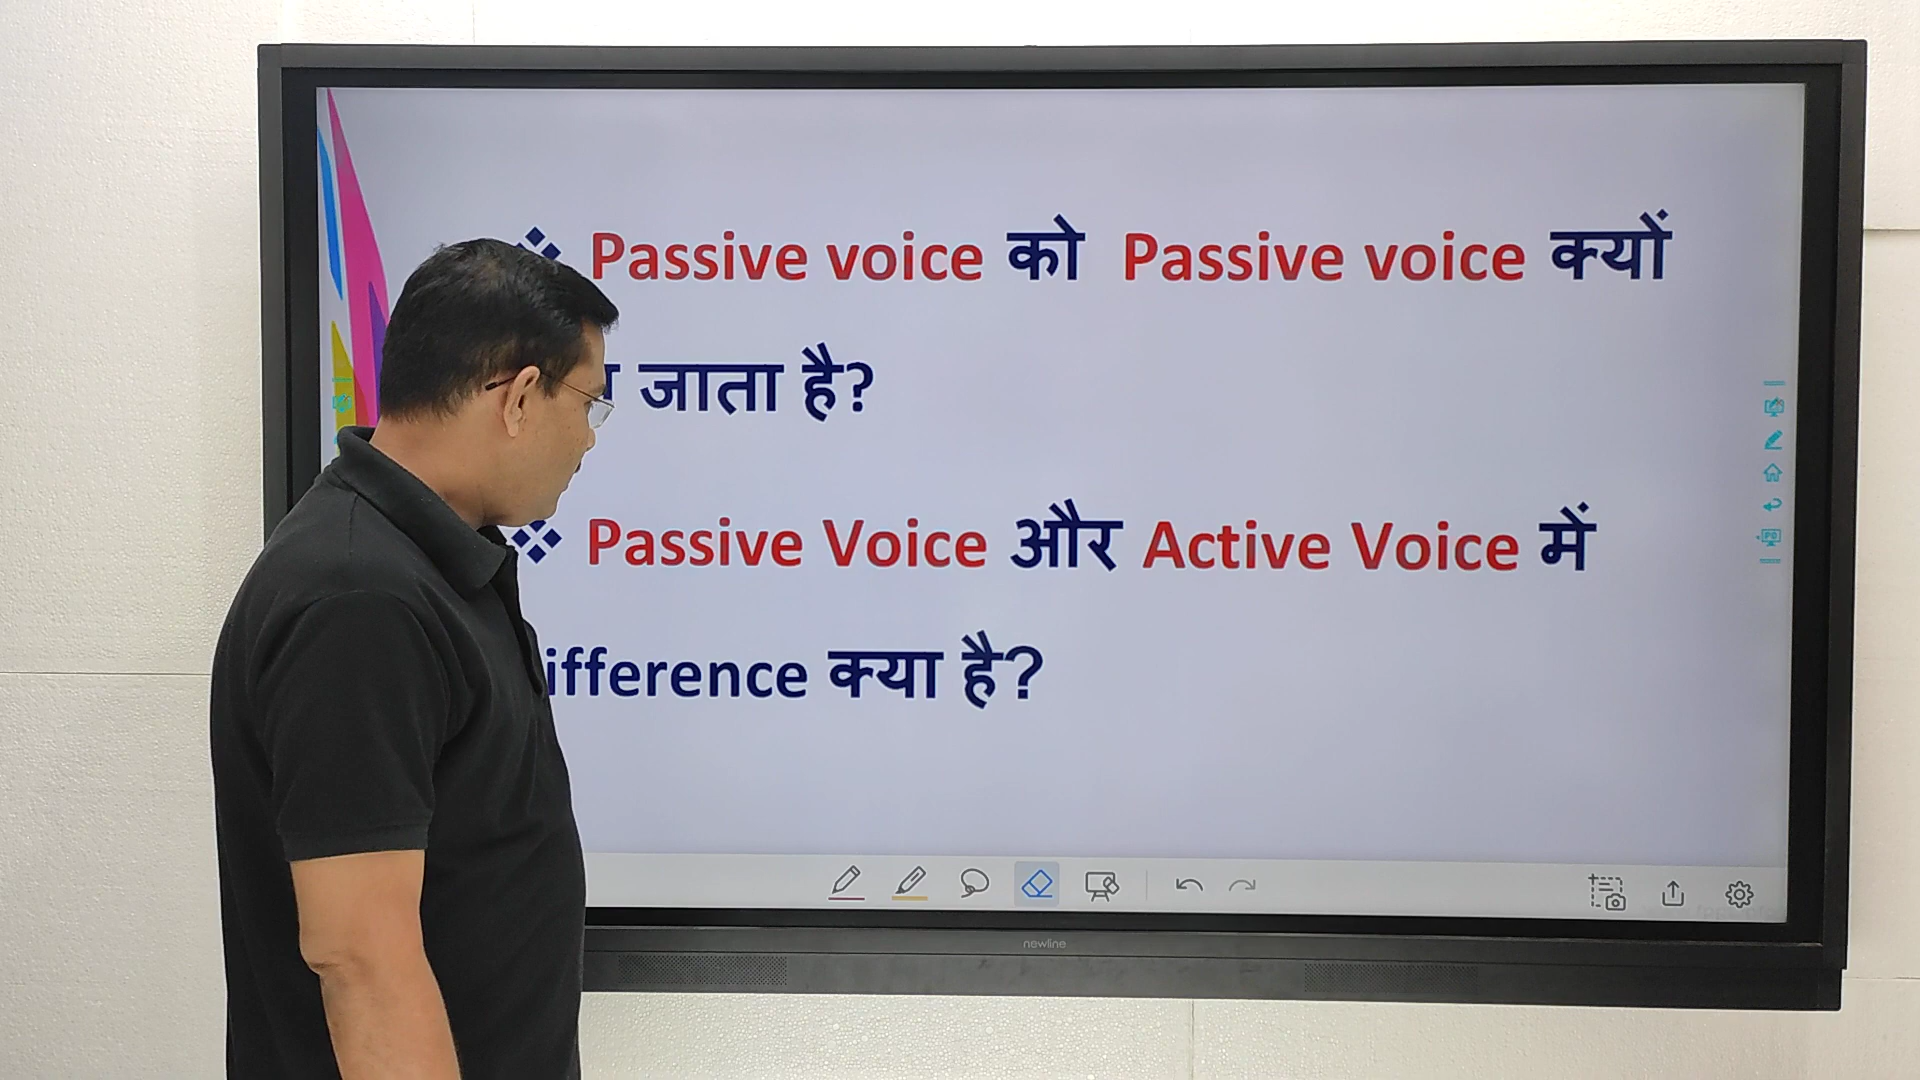 Passive voice को Passive voice क्यों
जाता है?
Passive Voice और Active Voice में
ifference क्या है?
newline